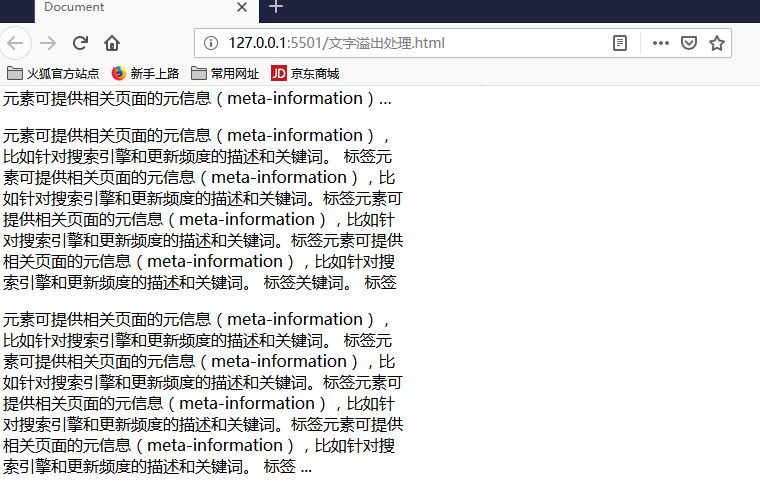 Document
127.0.0.1:5501/文字溢出处理.html
火狐官方站点 新手上路 常用网址 JD 京东商城
元素可提供相关页面的元信息（meta-information）...
元素可提供相关页面的元信息（meta-information），
比如针对搜索引擎和更新频度的描述和关键词。 标签元
素可提供相关页面的元信息（meta-information），比
如针对搜索引擎和更新频度的描述和关键词。标签元素可
提供相关页面的元信息（meta-information），比如针
对搜索引擎和更新频度的描述和关键词。标签元素可提供
相关页面的元信息（meta-information），比如针对搜
索引擎和更新频度的描述和关键词。 标签关键词。 标签
元素可提供相关页面的元信息（meta-information），
比如针对搜索引擎和更新频度的描述和关键词。 标签元
素可提供相关页面的元信息（meta-information），比
如针对搜索引擎和更新频度的描述和关键词。标签元素可
提供相关页面的元信息（meta-information），比如针
对搜索引擎和更新频度的描述和关键词。标签元素可提供
相关页面的元信息（meta-information），比如针对搜
索引擎和更新频度的描述和关键词。 标签 ...